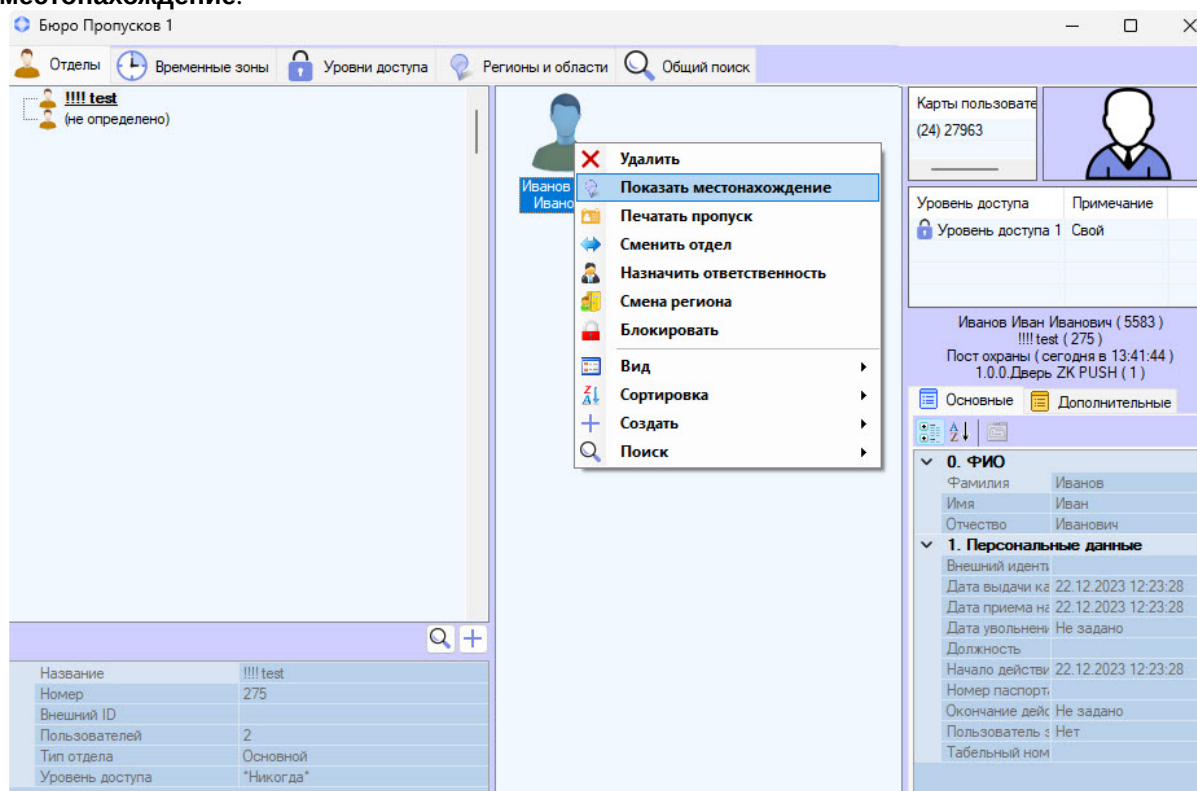 местонахождение.
Бюро Пропусков 1
Отделы Временные зоны Уровни доступа Регионы и области Общий поиск
!!!! test
(не определено)
Иванов
Ивано
Удалить
Показать местонахождение
Печатать пропуск
Сменить отдел
Назначить ответственность
Смена региона
Блокировать
Вид
Сортировка
Создать
Поиск
Карты пользовате
(24) 27963
Уровень доступа Примечание
Уровень доступа 1 Свой
Иванов Иван Иванович ( 5583 )
!!!! test ( 275 )
Пост охраны ( сегодня в 13:41:44 )
1.0.0.Дверь ZK PUSH ( 1 )
Основные Дополнительные
0. ФИО
Фамилия Иванов
Имя Иван
Отчество Иванович
1. Персональные данные
Внешний иденти
Дата выдачи ка 22.12.2023 12:23:28
Дата приема на 22.12.2023 12:23:28
Дата увольнени Не задано
Должность
Начало действи 22.12.2023 12:23:28
Номер паспорта
Окончание дейс Не задано
Пользователь з Нет
Табельный ном
Название !!!! test
Номер 275
Внешний ID
Пользователей 2
Тип отдела Основной
Уровень доступа "Никогда"